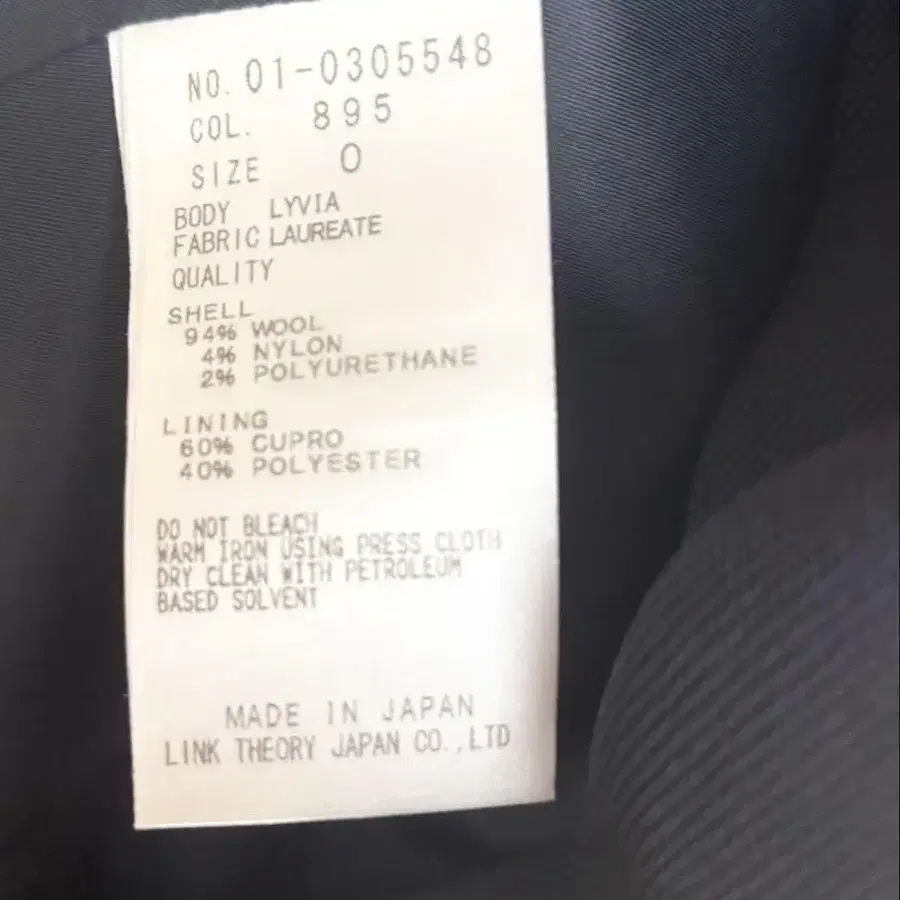 NO. 01-0305548
COL. 895
SIZE 0
BODY LYVIA
FABRIC LAUREATE
QUALITY
SHELL
94% WOOL
4% NYLON
2% POLYURETHANE
LINING
60% CUPRO
40% POLYESTER
DO NOT BLEACH
WARM IRON USING PRESS CLOTH
DRY CLEAN WITH PETROLEUM
BASED SOLVENT
MADE IN JAPAN
LINK THEORY JAPAN CO.,LTD